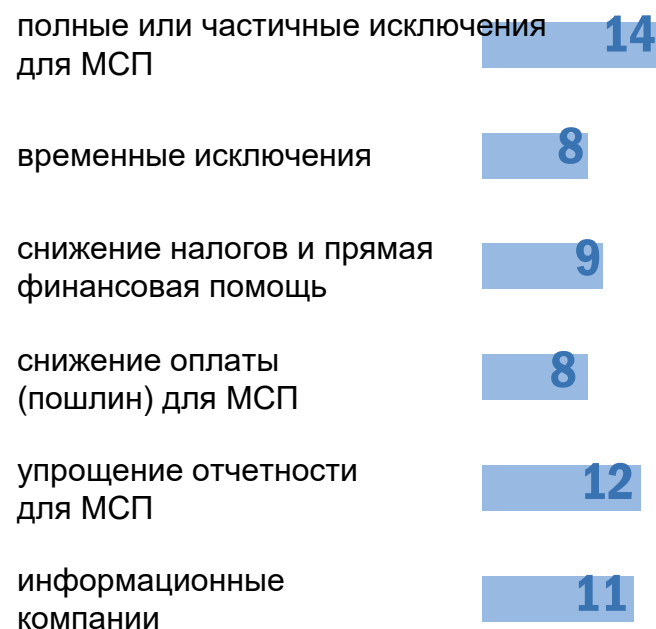 полные или частичные исключения 14
для МСП
временные исключения 8
снижение налогов и прямая 9
финансовая помощь
снижение оплаты 8
(пошлин) для МСП
упрощение отчетности 12
для МСП
информационные 11
компании